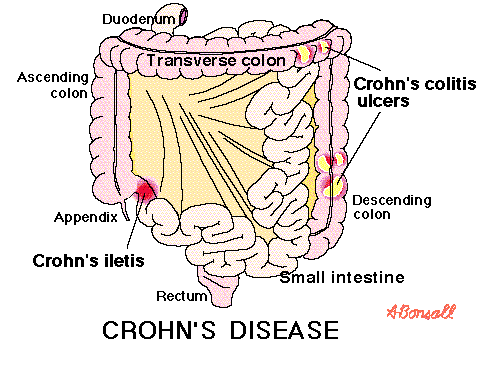 Duodenum
Transverse colon
Ascending
colon
Crohn's colitis
ulcers
Descending
colon
Appendix
Crohn's iletis
Small intestine
Rectum
ABonsall
CROHN'S DISEASE